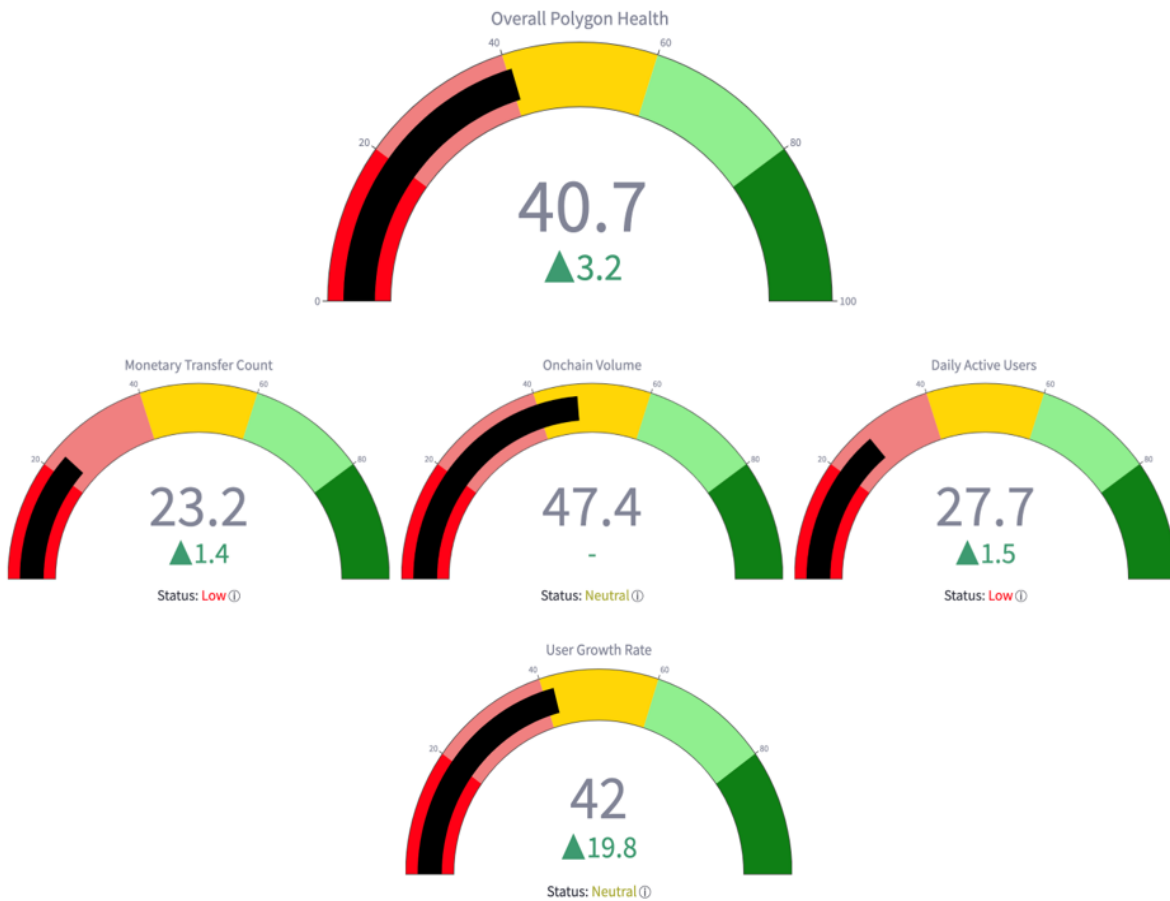 Overall Polygon Health
40 60
20 80
40.7
▲3.2
0 100
Monetary Transfer Count
40 60
20 80
23.2
▲1.4
Status: Low ⓘ
Onchain Volume
40 60
20 80
47.4
-
Status: Neutral ⓘ
Daily Active Users
40 60
20 80
27.7
▲1.5
Status: Low ⓘ
User Growth Rate
40 60
20 80
42
▲19.8
Status: Neutral ⓘ